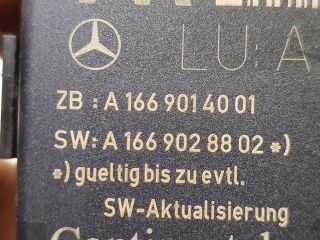 LU: A
ZB : A 166 901 40 01
SW: A 166 902 88 02 *)
*) gueltig bis zu evtl.
SW-Aktualisierung